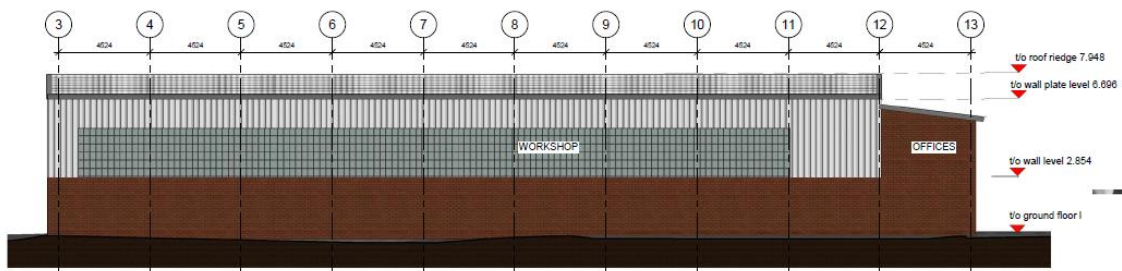 3 4 5 6 7 8 9 10 11 12 13
4524 4524 4524 4524 4524 4524 4524 4524 4524 4524
t/o roof riedge 7.948
t/o wall plate level 6.696
WORKSHOP OFFICES
t/o wall level 2.854
t/o ground floor l